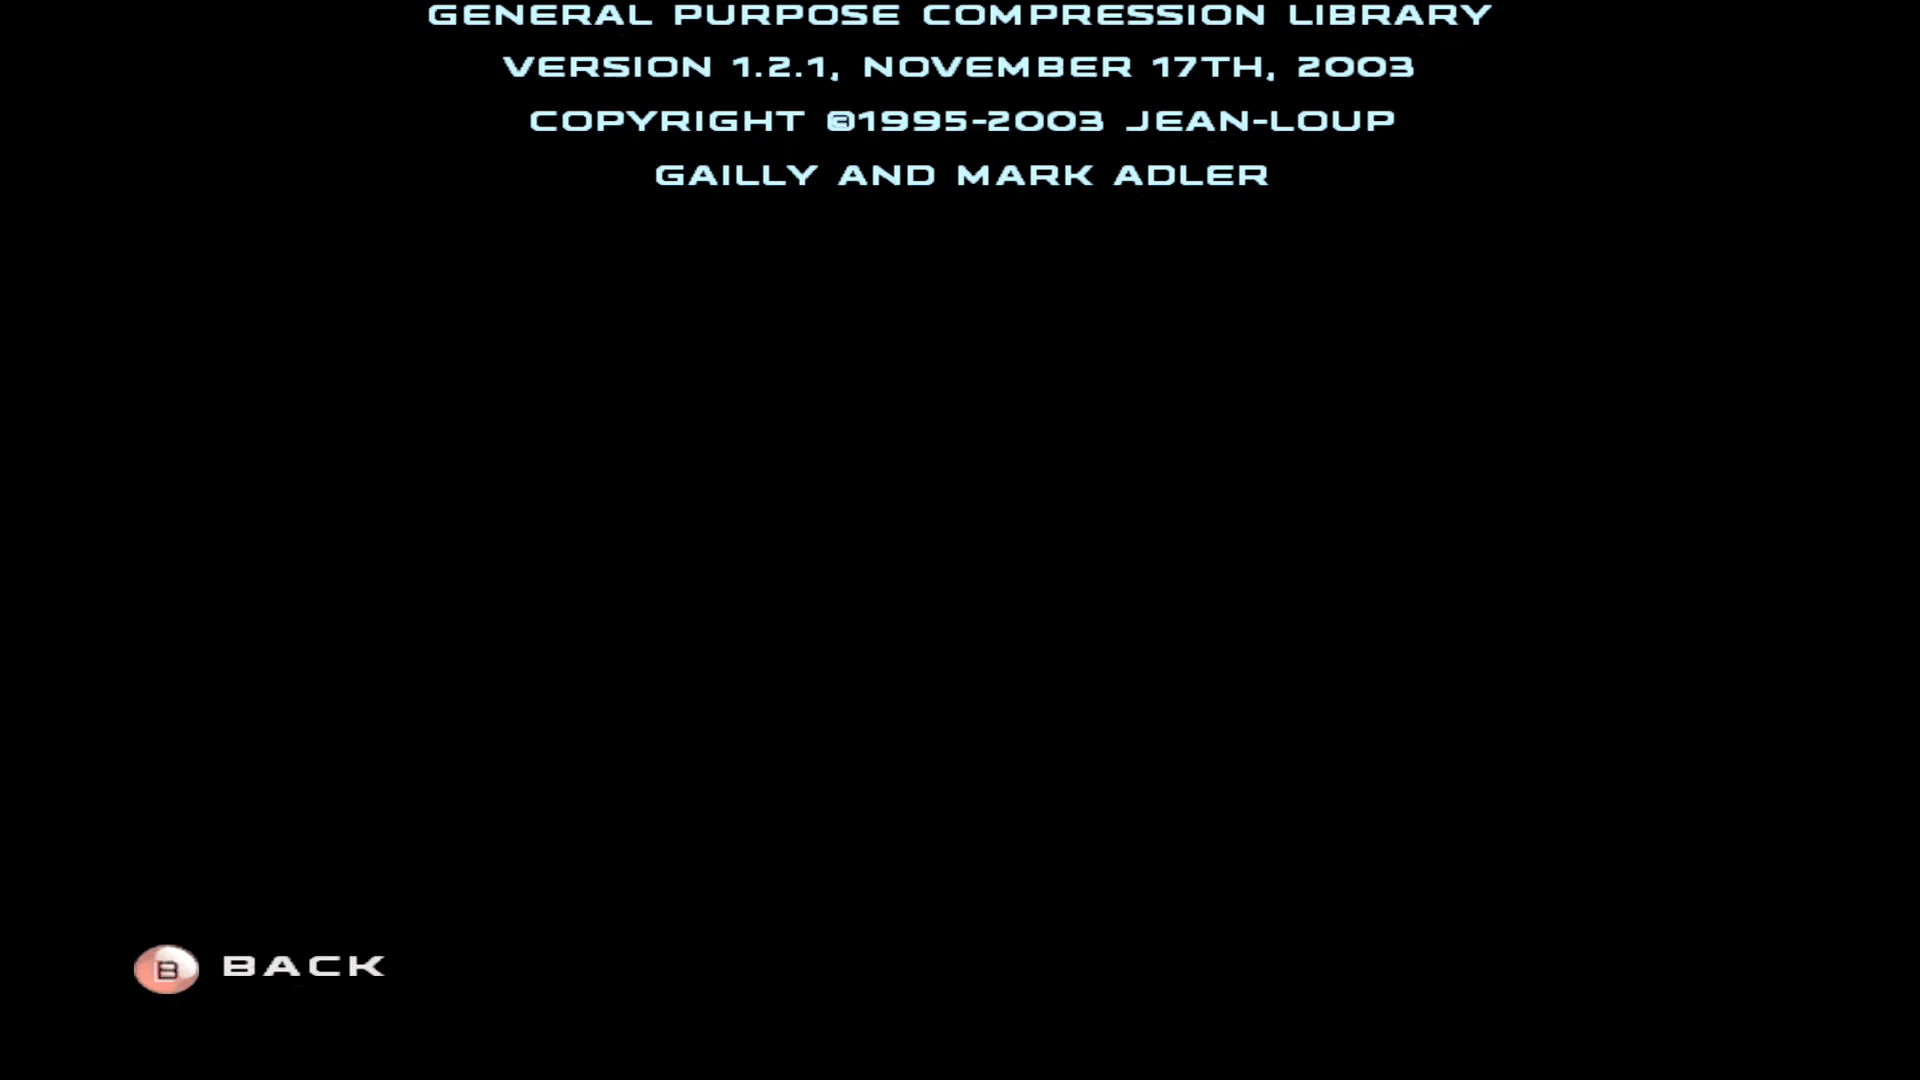 GENERAL PURPOSE COMPRESSION LIBRARY
VERSION 1.2.1, NOVEMBER 17TH, 2003
COPYRIGHT ©1995-2003 JEAN-LOUP
GAILLY AND MARK ADLER
B BACK